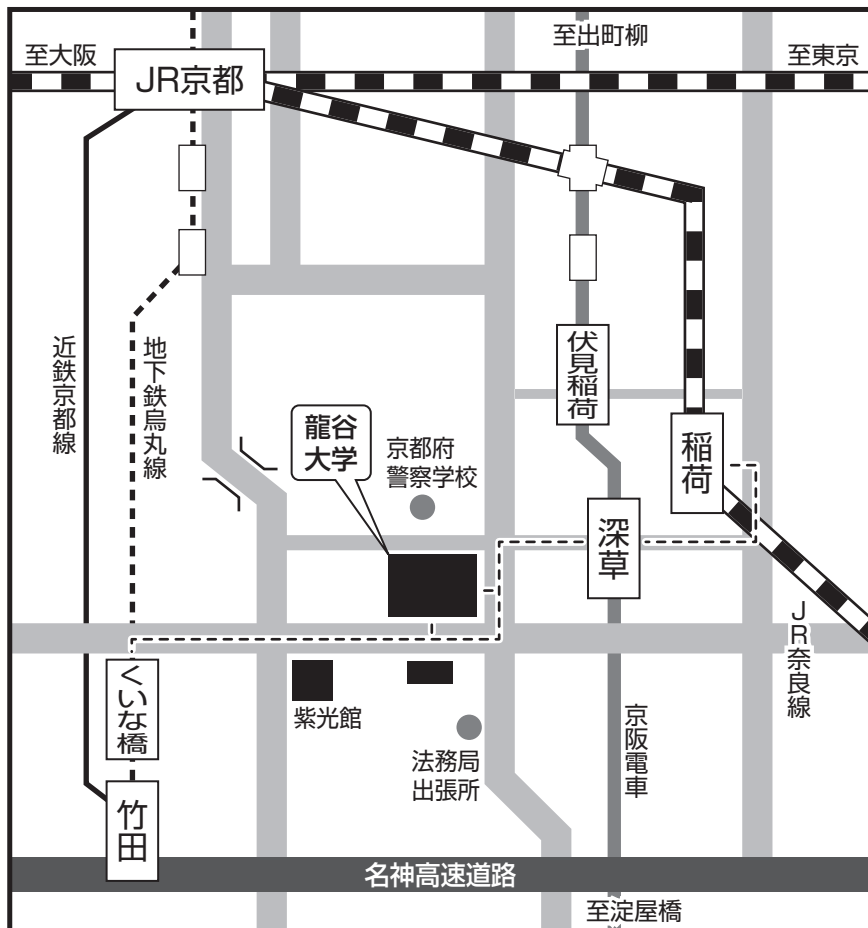 至大阪
至出町柳
至東京
JR京都
近鉄京都線
地下鉄烏丸線
伏見稲荷
龍谷
大学
京都府
警察学校
稲荷
深草
JR奈良線
くいな橋
紫光館
京阪電車
法務局
出張所
竹田
名神高速道路
至淀屋橋